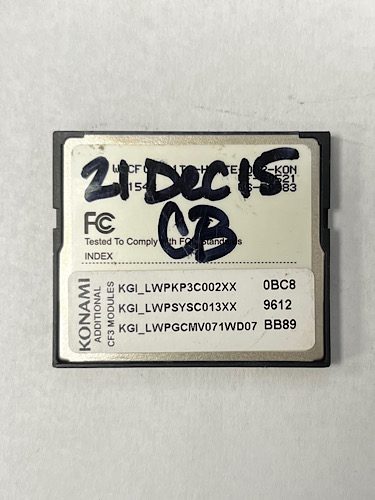 21 Dec 15
CB
FC
Tested To Comply with FCC Standards
INDEX
KONAMI
ADDITIONAL
CF3 MODULES
KGI_LWPKP3C002XX 0BC8
KGI_LWPSYSC013XX 9612
KGI_LWPGCMV071WD07 BB89